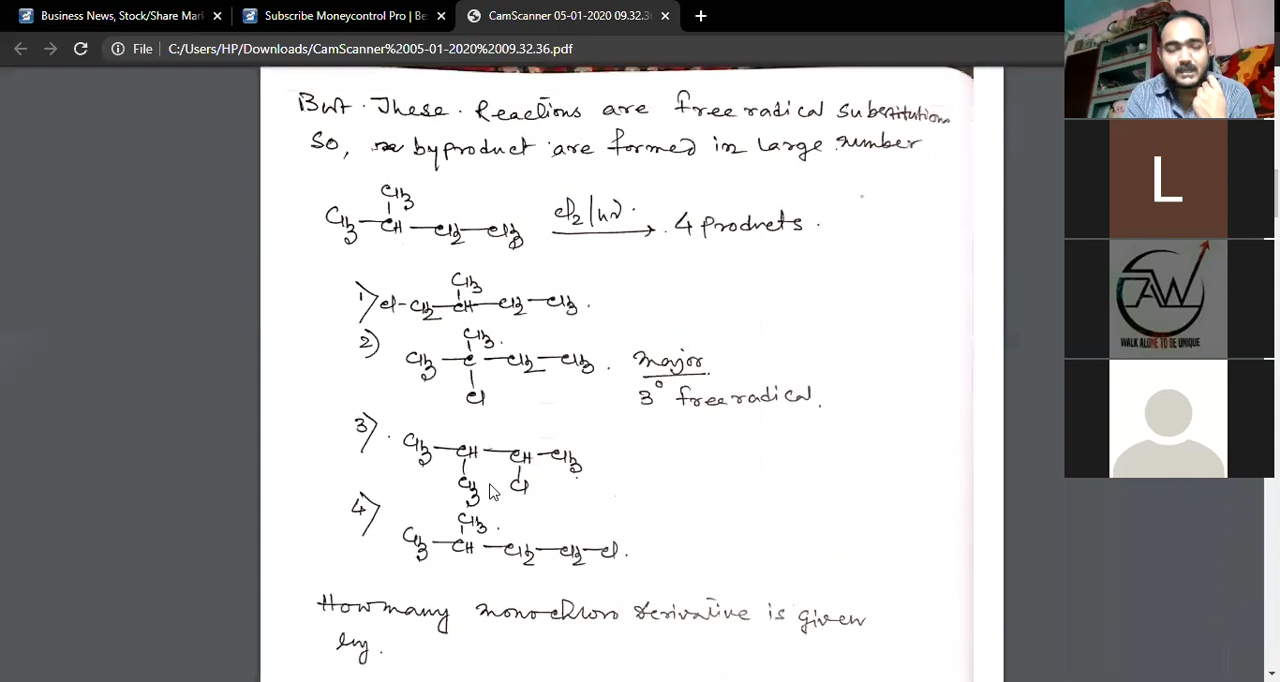 Business News, Stock/Share Mark
Subscribe Moneycontrol Pro | Be
CamScanner 05-01-2020 09.32.3
File
C:/Users/HP/Downloads/CamScanner%2005-01-2020%2009.32.36.pdf
But These Reactions are free radical substitution
So, byproduct are formed in large number
CH3
CH3—CH—CH2—CH3 Cl2/hν 4 Products.
1) CH3
Cl—CH2—CH—CH2—CH3.
2) CH3.
CH3—C—CH2—CH3. major
Cl 3° free radical.
3) CH3—CH—CH—CH3
CH3 Cl
4) CH3
CH3—CH—CH2—CH2—Cl.
How many monochloro derivative is given
by.
L
CAW
WALK ALONE TO BE UNIQUE